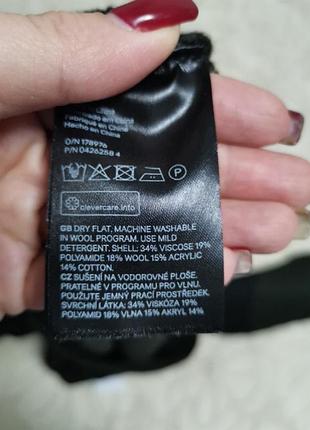 Fabriqué en Chine
Hecho en China
O/N 178976
P/N 0426258 4
P
clevercare.info
GB DRY FLAT. MACHINE WASHABLE
IN WOOL PROGRAM. USE MILD
DETERGENT. SHELL: 34% VISCOSE 19%
POLYAMIDE 18% WOOL 15% ACRYLIC
14% COTTON.
CZ SUŠENÍ NA VODOROVNÉ PLOŠE.
PRATELNÉ V PROGRAMU PRO VLNU.
POUŽIJTE JEMNÝ PRACÍ PROSTŘEDEK.
SVRCHNÍ LÁTKA: 34% VISKÓZA 19%
POLYAMID 18% VLNA 15% AKRYL 14%